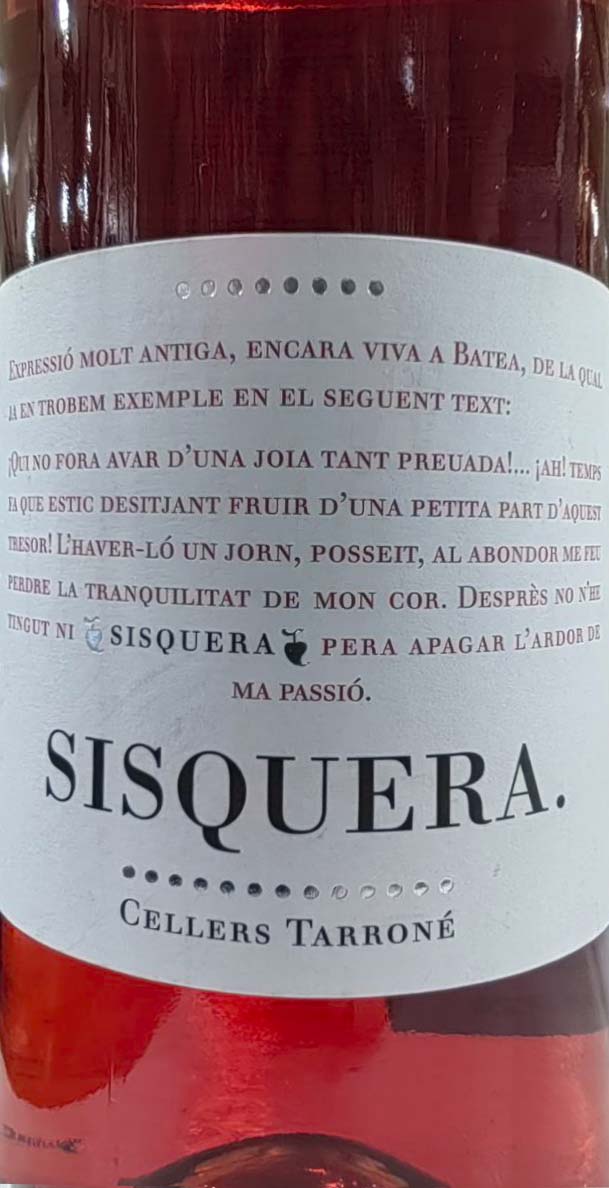 Expressió molt antiga, encara viva a Batea, de la qual
ja en trobem exemple en el seguent text:
¡Qui no fora avar d'una joia tant preuada!... ¡ah! temps
fa que estic desitjant fruir d'una petita part d'aquest
tresor! L'haver-ló un jorn, posseit, al abondor me feu
perdre la tranquilitat de mon cor. Desprès no n'he
tingut ni SISQUERA pera apagar l'ardor de
ma passió.
SISQUERA.
Cellers Tarroné